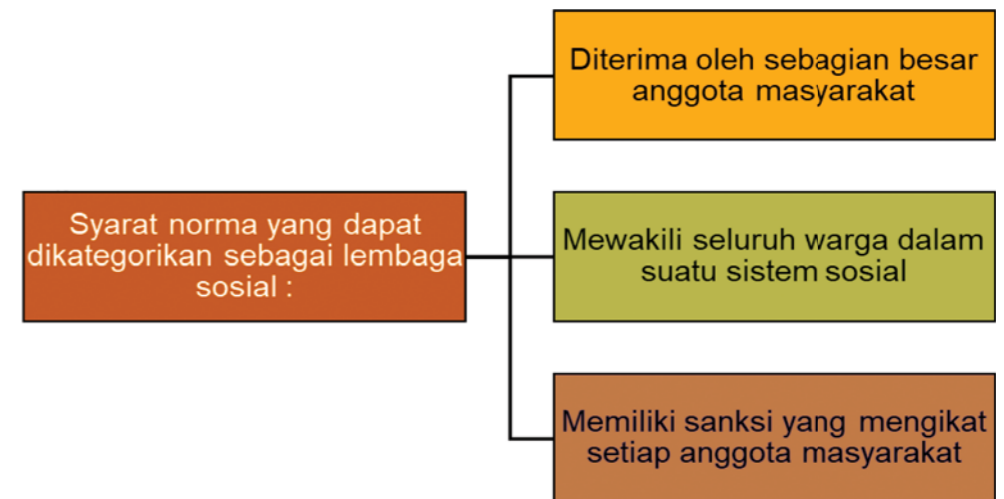 Syarat norma yang dapat
dikategorikan sebagai lembaga
sosial :
Diterima oleh sebagian besar
anggota masyarakat
Mewakili seluruh warga dalam
suatu sistem sosial
Memiliki sanksi yang mengikat
setiap anggota masyarakat